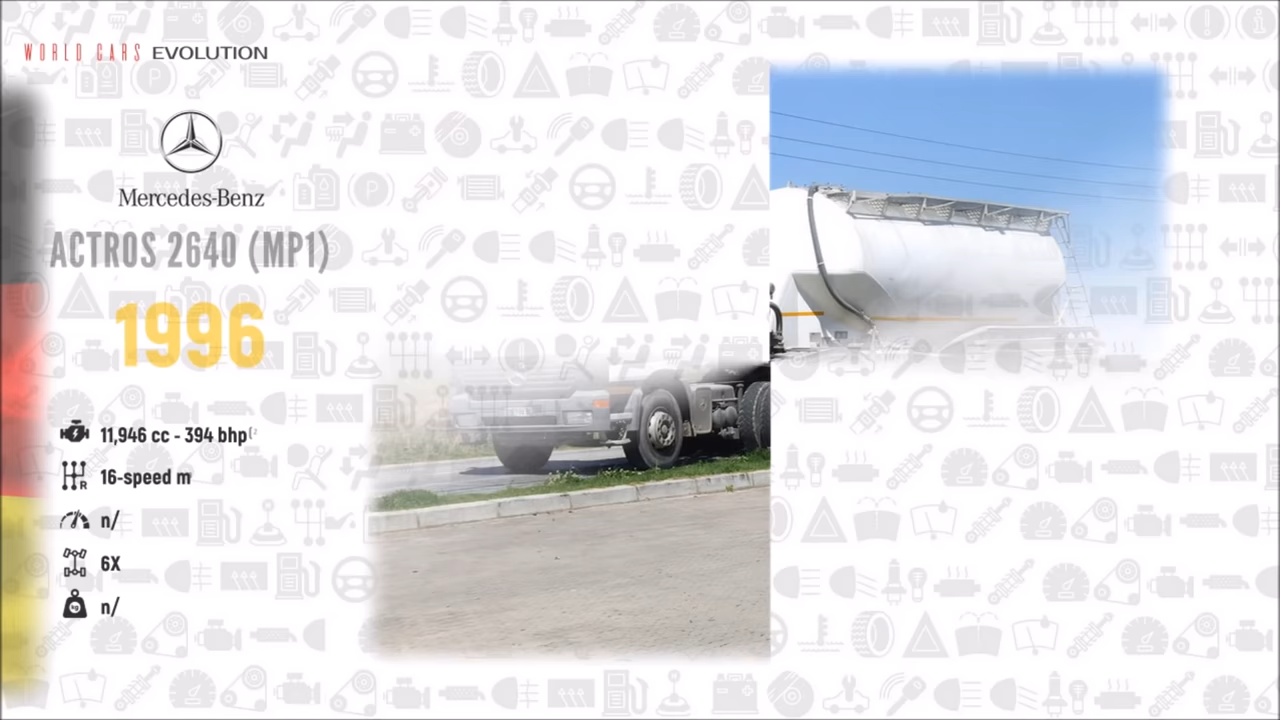 WORLD CARS EVOLUTION
Mercedes-Benz
ACTROS 2640 (MP1)
1996
11,946 cc - 394 bhp
16-speed m
n/
6X
n/